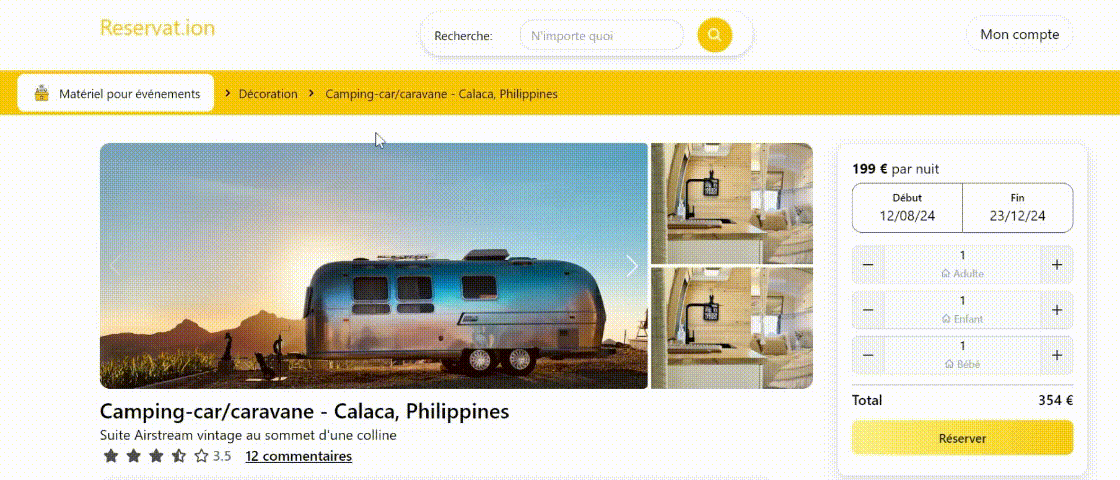 Reservat.ion
Recherche:
N'importe quoi
Mon compte
Matériel pour événements
Décoration
Camping-car/caravane - Calaca, Philippines
199 € par nuit
Début
12/08/24
Fin
23/12/24
1
Adulte
1
Enfant
1
Bébé
Total
354 €
Réserver
Camping-car/caravane - Calaca, Philippines
Suite Airstream vintage au sommet d'une colline
3.5
12 commentaires